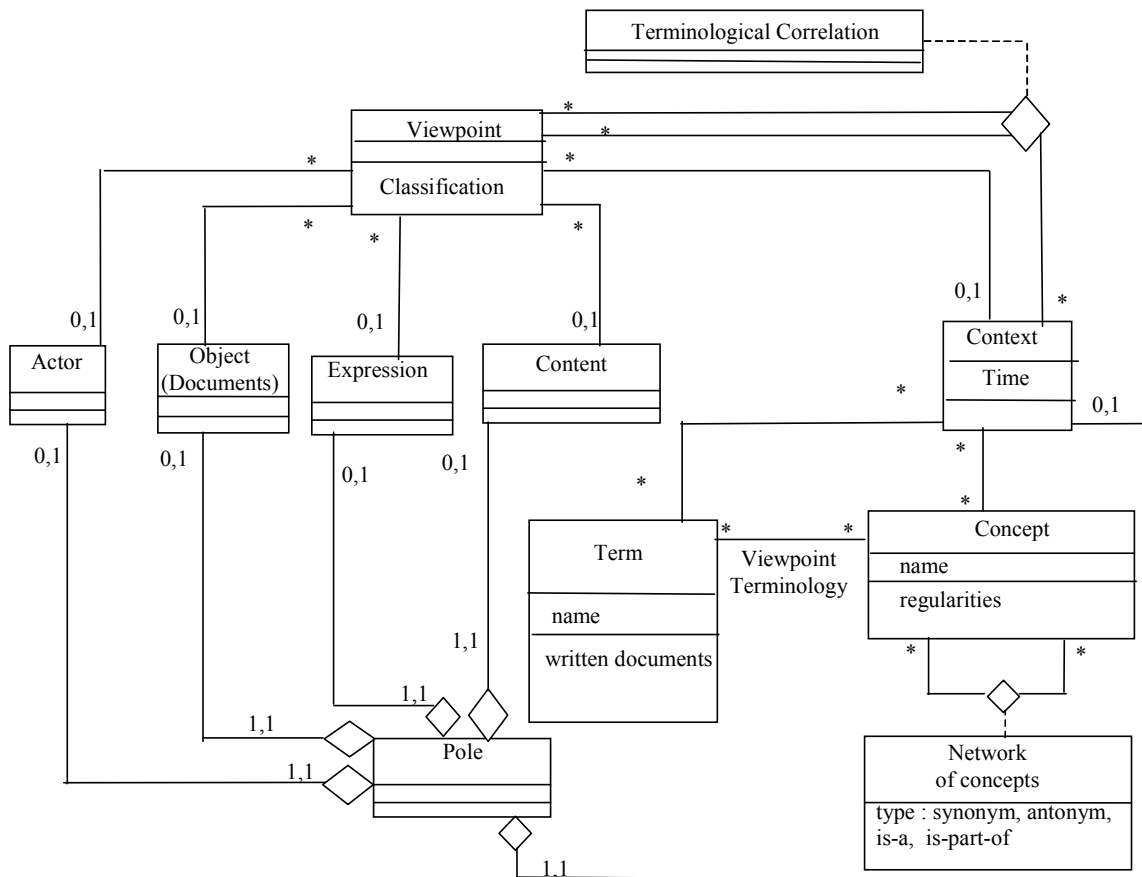 Terminological Correlation
*
Viewpoint
*
*
*
Classification
*
*
*
0,1
0,1
0,1
0,1
0,1
*
Actor
Object
(Documents)
Expression
Content
Context
Time
*
0,1
0,1
0,1
0,1
0,1
*
*
*
Term
name
written documents
*
*
Viewpoint
Terminology
Concept
name
regularities
*
*
1,1
1,1
1,1
1,1
Pole
1,1
Network
of concepts
type : synonym, antonym,
is-a, is-part-of